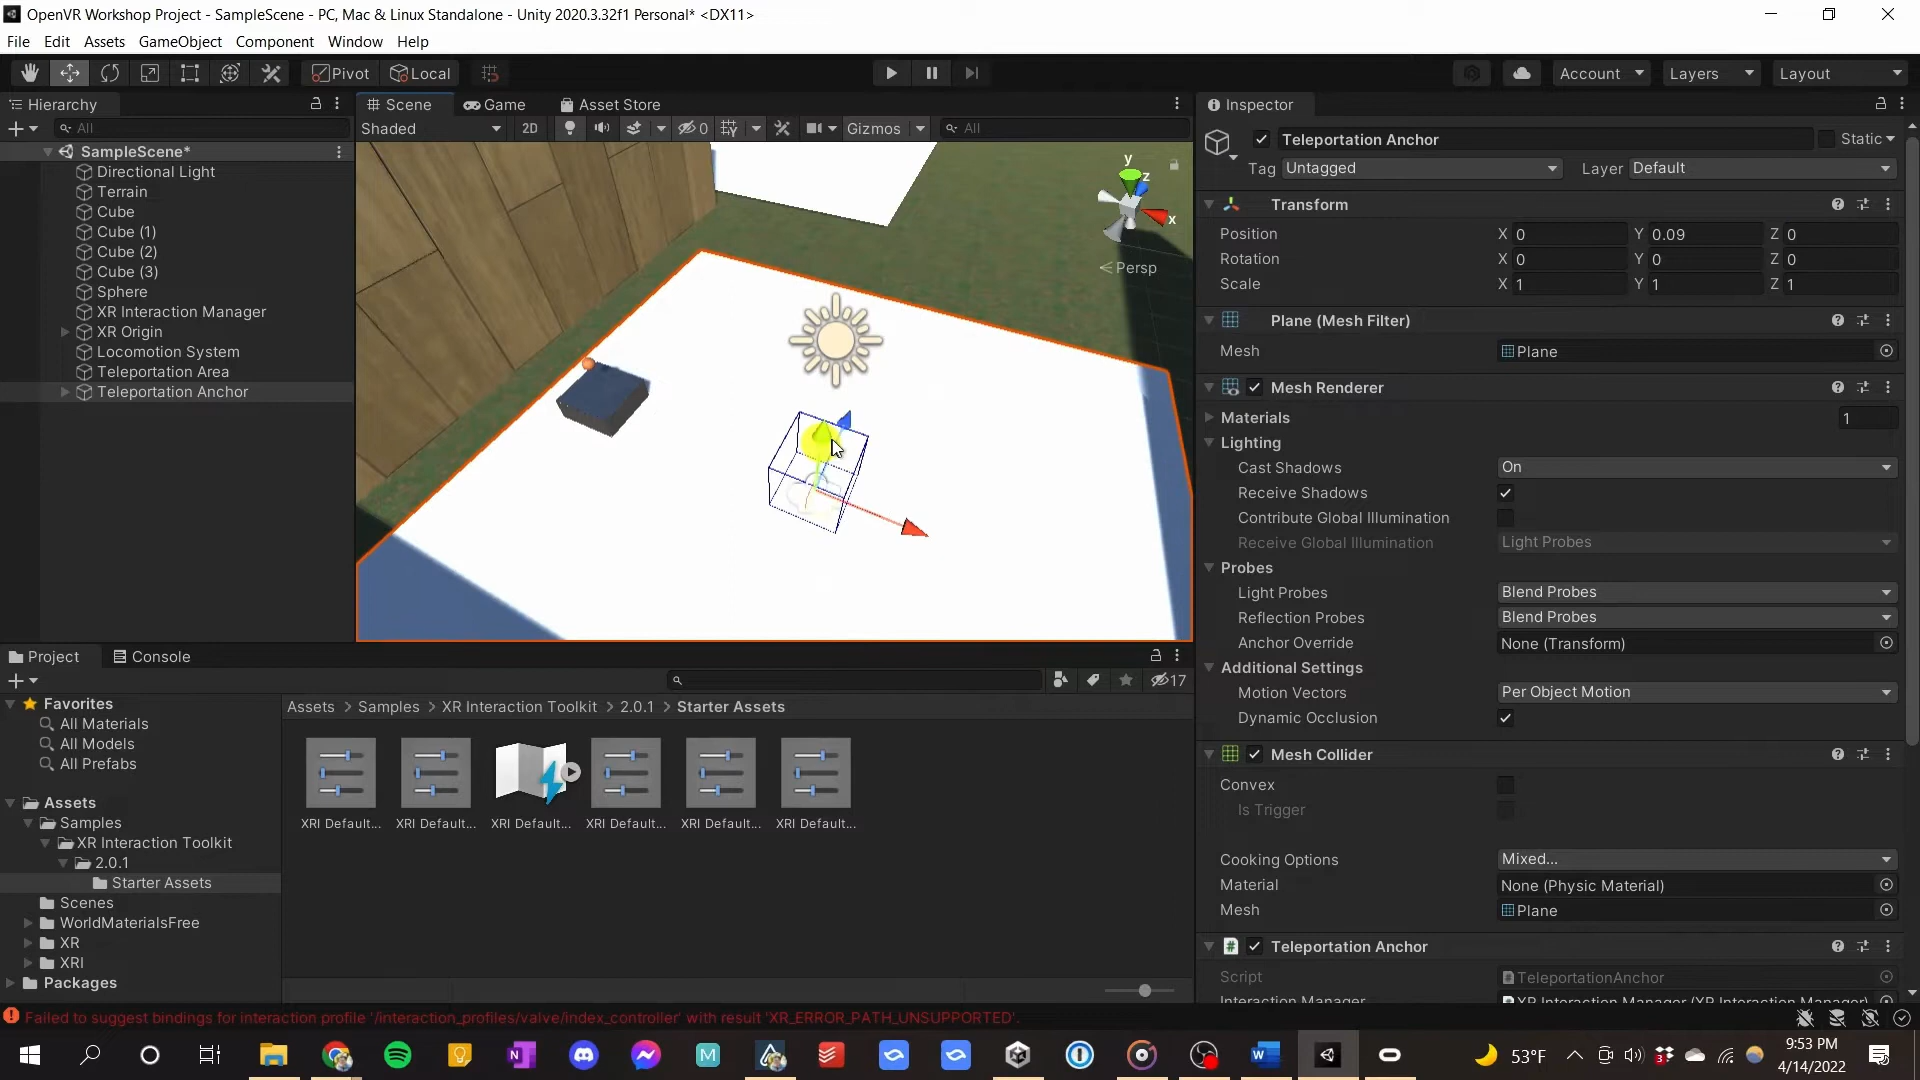 OpenVR Workshop Project - SampleScene - PC, Mac & Linux Standalone - Unity 2020.3.32f1 Personal* <DX11>
File Edit Assets GameObject Component Window Help
Pivot Local Account Layers Layout
Hierarchy
All
SampleScene*
Directional Light
Terrain
Cube
Cube (1)
Cube (2)
Cube (3)
Sphere
XR Interaction Manager
XR Origin
Locomotion System
Teleportation Area
Teleportation Anchor
Scene Game Asset Store
Shaded 2D 0 Gizmos All
y
z
x
Persp
Inspector
Teleportation Anchor Static
Tag Untagged Layer Default
Transform
Position X 0 Y 0.09 Z 0
Rotation X 0 Y 0 Z 0
Scale X 1 Y 1 Z 1
Plane (Mesh Filter)
Mesh Plane
Mesh Renderer
Materials 1
Lighting
Cast Shadows On
Receive Shadows
Contribute Global Illumination
Receive Global Illumination Light Probes
Probes
Light Probes Blend Probes
Reflection Probes Blend Probes
Anchor Override None (Transform)
Additional Settings
Motion Vectors Per Object Motion
Dynamic Occlusion
Mesh Collider
Convex
Is Trigger
Cooking Options Mixed...
Material None (Physic Material)
Mesh Plane
Teleportation Anchor
Script TeleportationAnchor
Interaction Manager XR Interaction Manager (XR Interaction Manager)
Project Console
17
Favorites
All Materials
All Models
All Prefabs
Assets
Samples
XR Interaction Toolkit
2.0.1
Starter Assets
Scenes
WorldMaterialsFree
XR
XRI
Packages
Assets > Samples > XR Interaction Toolkit > 2.0.1 > Starter Assets
XRI Default... XRI Default... XRI Default... XRI Default... XRI Default... XRI Default...
Failed to suggest bindings for interaction profile '/interaction_profiles/valve/index_controller' with result 'XR_ERROR_PATH_UNSUPPORTED'.
53°F
9:53 PM
4/14/2022